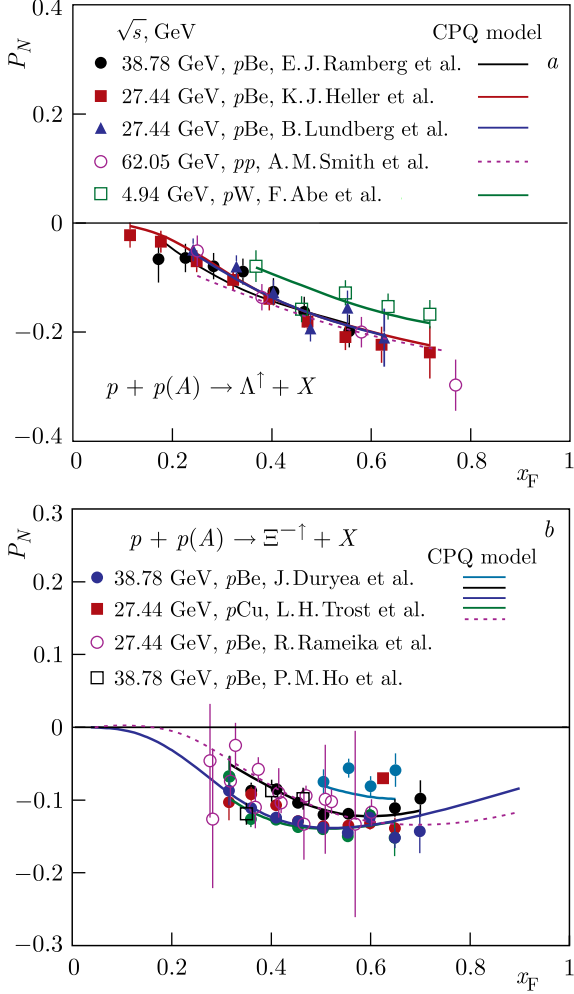 √s, GeV CPQ model
38.78 GeV, pBe, E.J.Ramberg et al. a
27.44 GeV, pBe, K.J.Heller et al.
27.44 GeV, pBe, B.Lundberg et al.
62.05 GeV, pp, A.M.Smith et al.
4.94 GeV, pW, F.Abe et al.
P_N
0.4
0.2
0
−0.2
−0.4
p + p(A) → Λ↑ + X
0.2 0.4 0.6 0.8 1
x_F
p + p(A) → Ξ−↑ + X b
CPQ model
38.78 GeV, pBe, J.Duryea et al.
27.44 GeV, pCu, L.H.Trost et al.
27.44 GeV, pBe, R.Rameika et al.
38.78 GeV, pBe, P.M.Ho et al.
P_N
0.3
0.2
0.1
0
−0.1
−0.2
−0.3
0 0.2 0.4 0.6 0.8 1
x_F